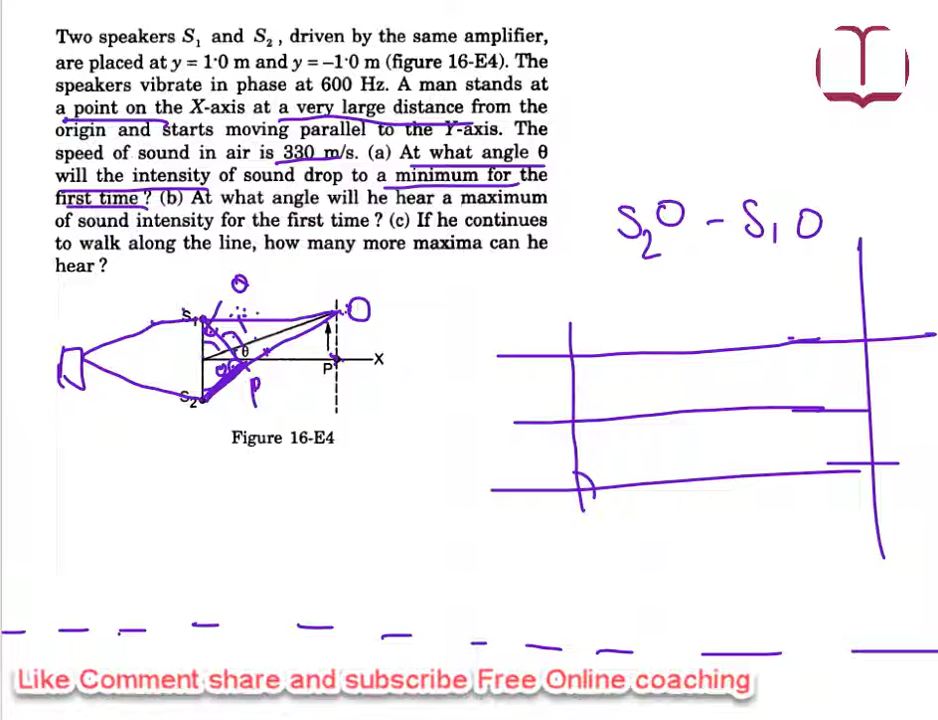 Two speakers S₁ and S₂, driven by the same amplifier,
are placed at y = 1·0 m and y = –1·0 m (figure 16-E4). The
speakers vibrate in phase at 600 Hz. A man stands at
a point on the X-axis at a very large distance from the
origin and starts moving parallel to the Y-axis. The
speed of sound in air is 330 m/s. (a) At what angle θ
will the intensity of sound drop to a minimum for the
first time ? (b) At what angle will he hear a maximum
of sound intensity for the first time ? (c) If he continues
to walk along the line, how many more maxima can he
hear ?
S₂O – S₁O
θ
S₁
O
θ
P
X
S₂
P
Figure 16-E4
Like Comment share and subscribe Free Online coaching